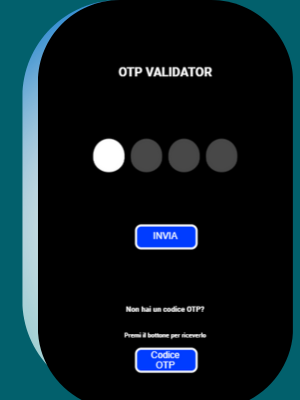 OTP VALIDATOR
INVIA
Non hai un codice OTP?
Premi il bottone per riceverlo
Codice
OTP